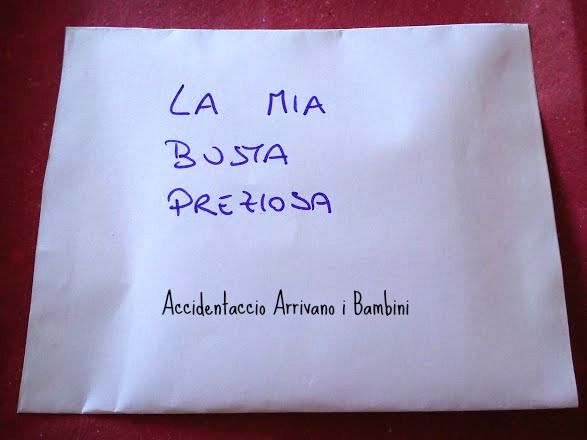 LA MIA
BUSTA
PREZIOSA
Accidentaccio Arrivano i Bambini